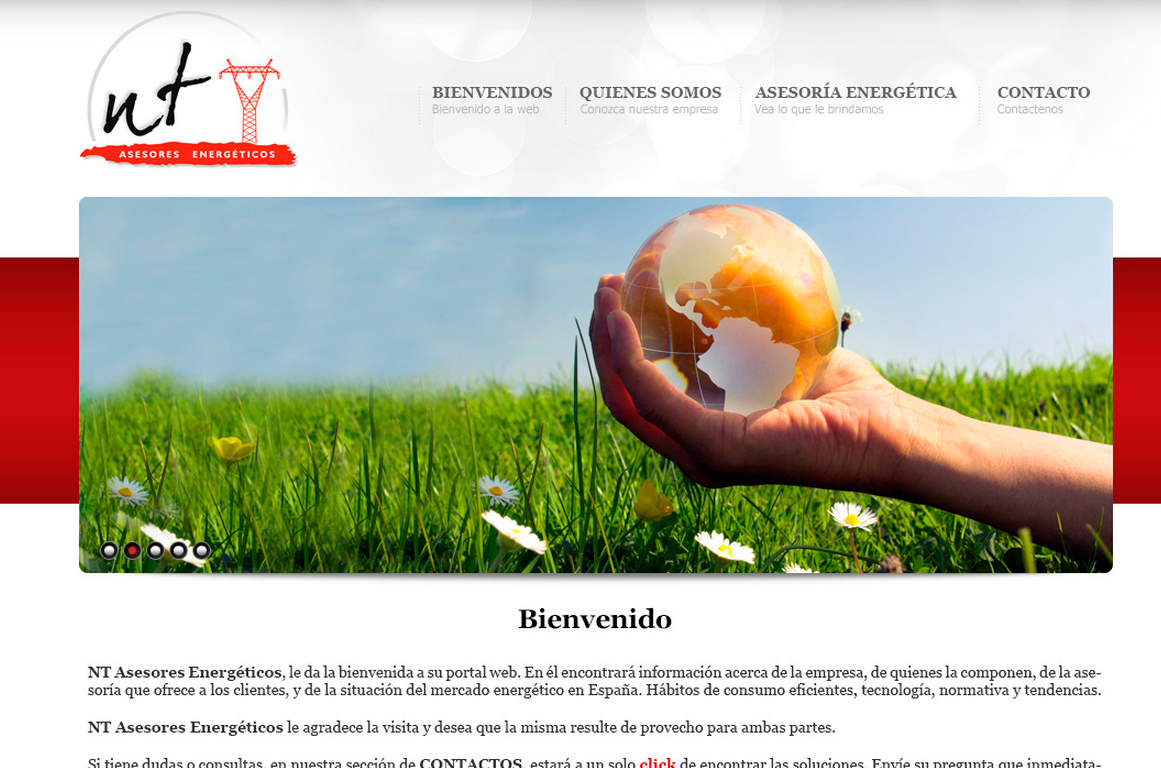 nt
ASESORES ENERGÉTICOS
BIENVENIDOS
Bienvenido a la web
QUIENES SOMOS
Conozca nuestra empresa
ASESORÍA ENERGÉTICA
Vea lo que le brindamos
CONTACTO
Contactenos
Bienvenido
NT Asesores Energéticos, le da la bienvenida a su portal web. En él encontrará información acerca de la empresa, de quienes la componen, de la ase-
soría que ofrece a los clientes, y de la situación del mercado energético en España. Hábitos de consumo eficientes, tecnología, normativa y tendencias.
NT Asesores Energéticos le agradece la visita y desea que la misma resulte de provecho para ambas partes.
Si tiene dudas o consultas, en nuestra sección de CONTACTOS, estará a un solo click de encontrar las soluciones. Envíe su pregunta que inmediata-